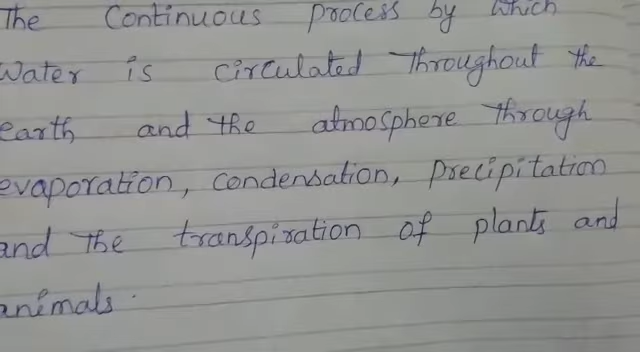 The Continuous Process by which
Water is circulated Throughout the
earth and the atmosphere through
evaporation, condensation, precipitation
and the transpiration of plants and
animals.